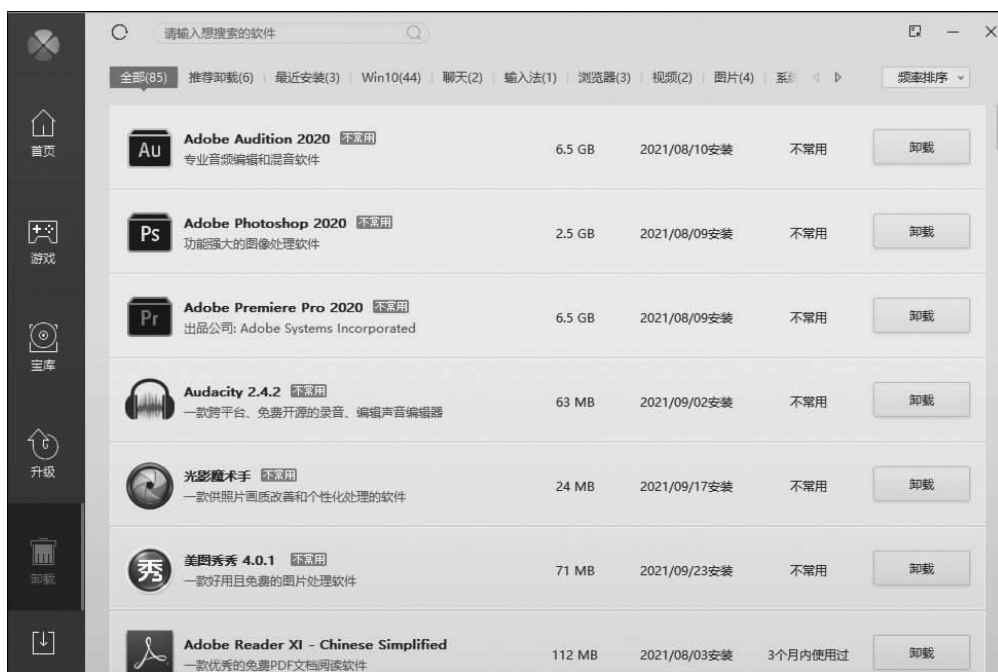 请输入想搜索的软件
全部(85) 推荐卸载(6) 最近安装(3) Win10(44) 聊天(2) 输入法(1) 浏览器(3) 视频(2) 图片(4) 频率排序
首页
游戏
宝库
升级
卸载
Au
Adobe Audition 2020 不常用
专业音频编辑和混音软件
6.5 GB 2021/08/10安装 不常用 卸载
Ps
Adobe Photoshop 2020 不常用
功能强大的图像处理软件
2.5 GB 2021/08/09安装 不常用 卸载
Pr
Adobe Premiere Pro 2020 不常用
出品公司: Adobe Systems Incorporated
6.5 GB 2021/08/09安装 不常用 卸载
Audacity 2.4.2 不常用
一款跨平台、免费开源的录音、编辑声音编辑器
63 MB 2021/09/02安装 不常用 卸载
光影魔术手 不常用
一款供照片画质改善和个性化处理的软件
24 MB 2021/09/17安装 不常用 卸载
秀
美图秀秀 4.0.1 不常用
一款好用且免费的图片处理软件
71 MB 2021/09/23安装 不常用 卸载
Adobe Reader XI - Chinese Simplified
一款优秀的免费PDF文档阅读软件
112 MB 2021/08/03安装 3个月内使用过 卸载